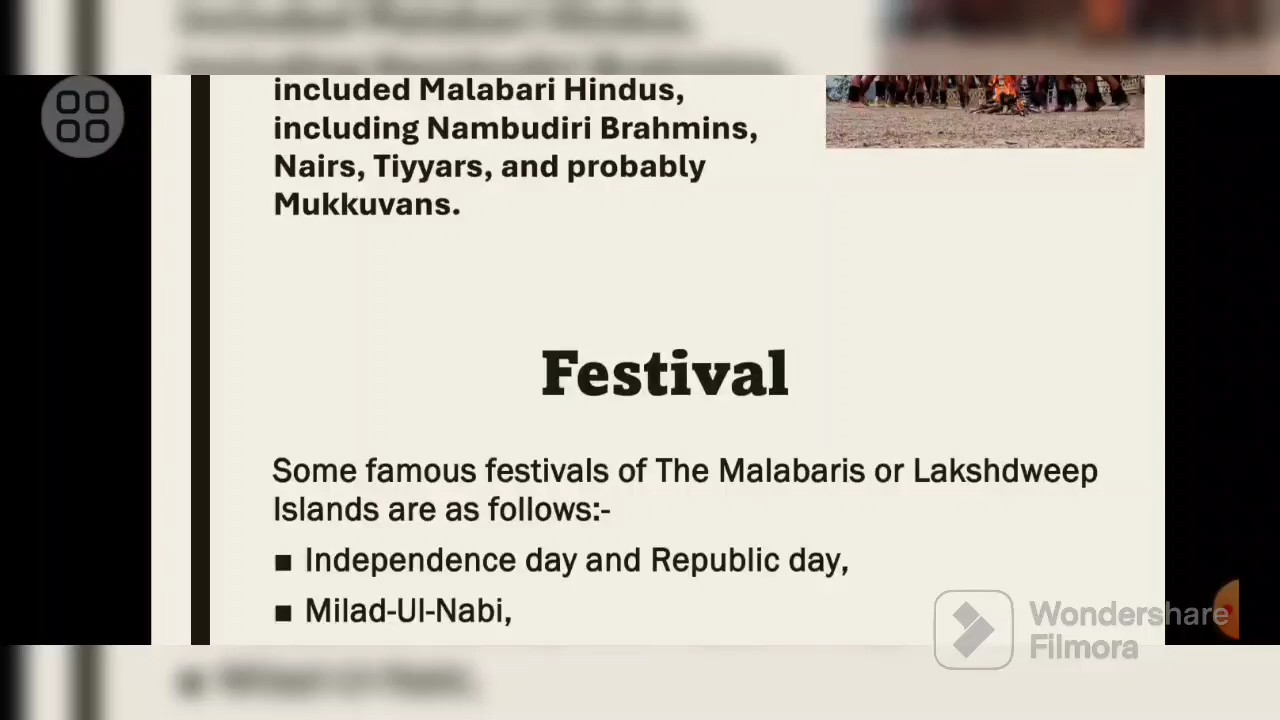 included Malabari Hindus,
including Nambudiri Brahmins,
Nairs, Tiyyars, and probably
Mukkuvans.
Festival
Some famous festivals of The Malabaris or Lakshdweep
Islands are as follows:-
■ Independence day and Republic day,
■ Milad-Ul-Nabi,
Wondershare
Filmora